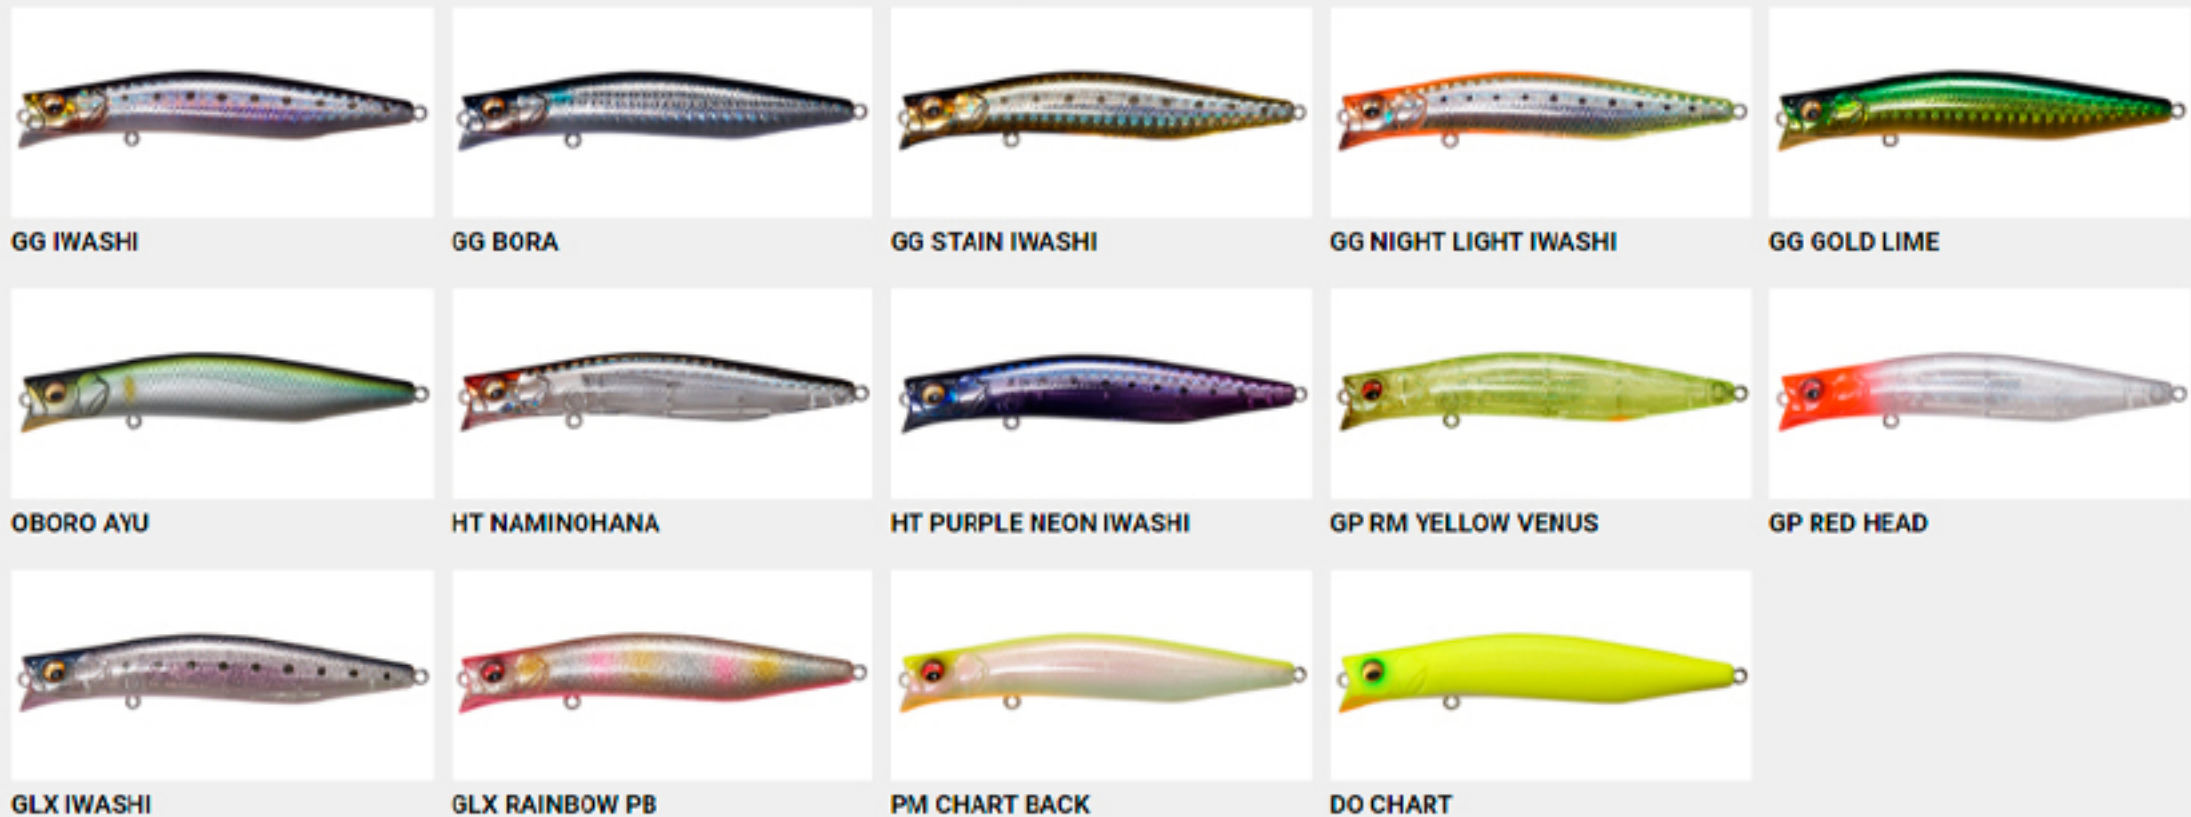 GG IWASHI
GG BORA
GG STAIN IWASHI
GG NIGHT LIGHT IWASHI
GG GOLD LIME
OBORO AYU
HT NAMINOHANA
HT PURPLE NEON IWASHI
GP RM YELLOW VENUS
GP RED HEAD
GLX IWASHI
GLX RAINBOW PB
PM CHART BACK
DO CHART